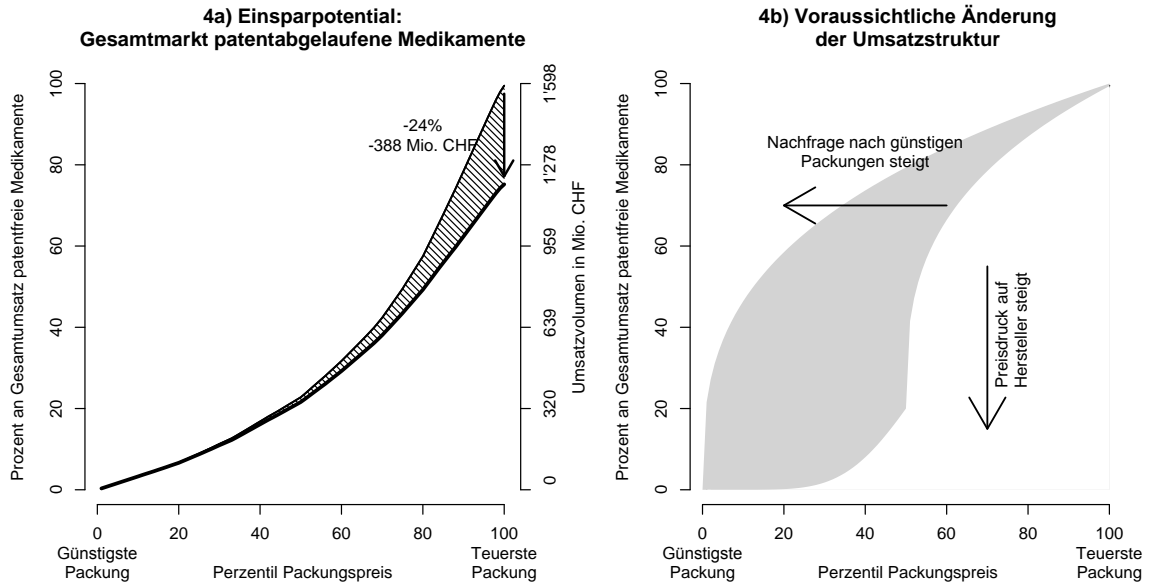 4a) Einsparpotential:
Gesamtmarkt patentabgelaufene Medikamente
Prozent an Gesamtumsatz patentfreie Medikamente
100
80
60
40
20
0
-24%
-388 Mio. CHF
1'598
1'278
959
639
320
0
Umsatzvolumen in Mio. CHF
0 20 40 60 80 100
Günstigste Teuerste
Packung Perzentil Packungspreis Packung
4b) Voraussichtliche Änderung
der Umsatzstruktur
Prozent an Gesamtumsatz patentfreie Medikamente
100
80
60
40
20
0
Nachfrage nach günstigen
Packungen steigt
Preisdruck auf
Hersteller steigt
0 20 40 60 80 100
Günstigste Teuerste
Packung Perzentil Packungspreis Packung